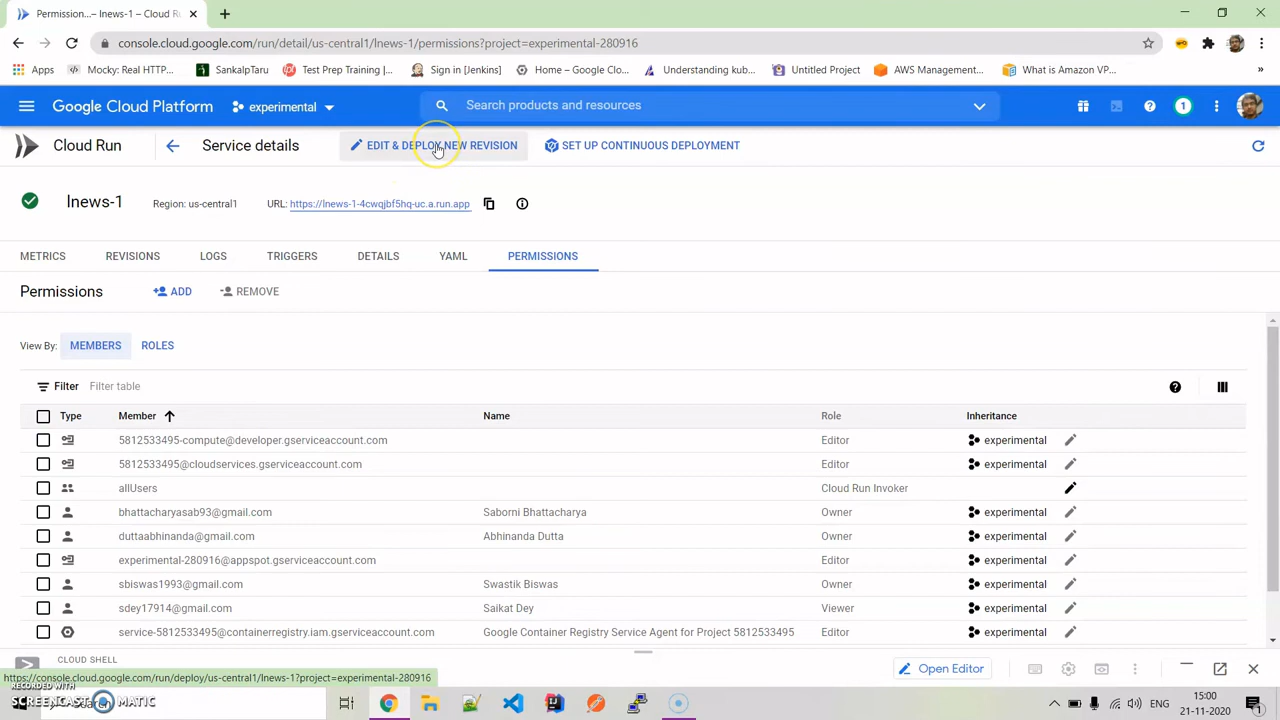 Permission...– lnews-1 – Cloud R
console.cloud.google.com/run/detail/us-central1/lnews-1/permissions?project=experimental-280916
Apps Mocky: Real HTTP... SankalpTaru Test Prep Training |... Sign in [Jenkins] Home – Google Clo... Understanding kub... Untitled Project AWS Management... What is Amazon VP... »
Google Cloud Platform experimental Search products and resources 1
Cloud Run Service details EDIT & DEPLOY NEW REVISION SET UP CONTINUOUS DEPLOYMENT
lnews-1 Region: us-central1 URL: https://lnews-1-4cwqjbf5hq-uc.a.run.app
METRICS REVISIONS LOGS TRIGGERS DETAILS YAML PERMISSIONS
Permissions ADD REMOVE
View By: MEMBERS ROLES
Filter Filter table
Type Member Name Role Inheritance
5812533495-compute@developer.gserviceaccount.com Editor experimental
5812533495@cloudservices.gserviceaccount.com Editor experimental
allUsers Cloud Run Invoker
bhattacharyasab93@gmail.com Saborni Bhattacharya Owner experimental
duttaabhinanda@gmail.com Abhinanda Dutta Owner experimental
experimental-280916@appspot.gserviceaccount.com Editor experimental
sbiswas1993@gmail.com Swastik Biswas Owner experimental
sdey17914@gmail.com Saikat Dey Viewer experimental
service-5812533495@containerregistry.iam.gserviceaccount.com Google Container Registry Service Agent for Project 5812533495 Editor experimental
CLOUD SHELL
Open Editor
https://console.cloud.google.com/run/deploy/us-central1/lnews-1?project=experimental-280916
RECORDED WITH
SCREENCAST MATIC
ENG 15:00
21-11-2020 1